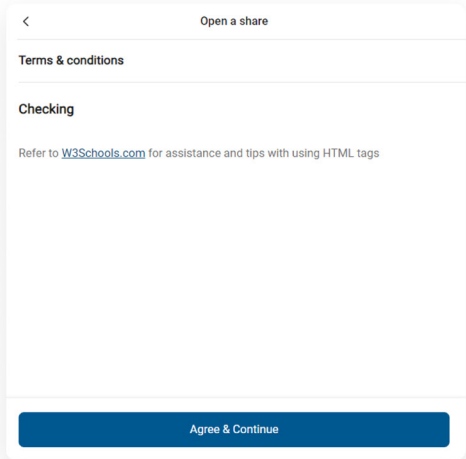 Open a share
Terms & conditions
Checking
Refer to W3Schools.com for assistance and tips with using HTML tags
Agree & Continue